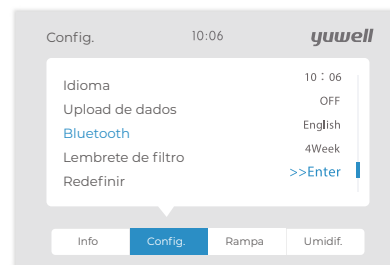 Config. 10:06 yuwell
Idioma 10 : 06
Upload de dados OFF
Bluetooth English
Lembrete de filtro 4Week
Redefinir >>Enter
Info Config. Rampa Umidif.